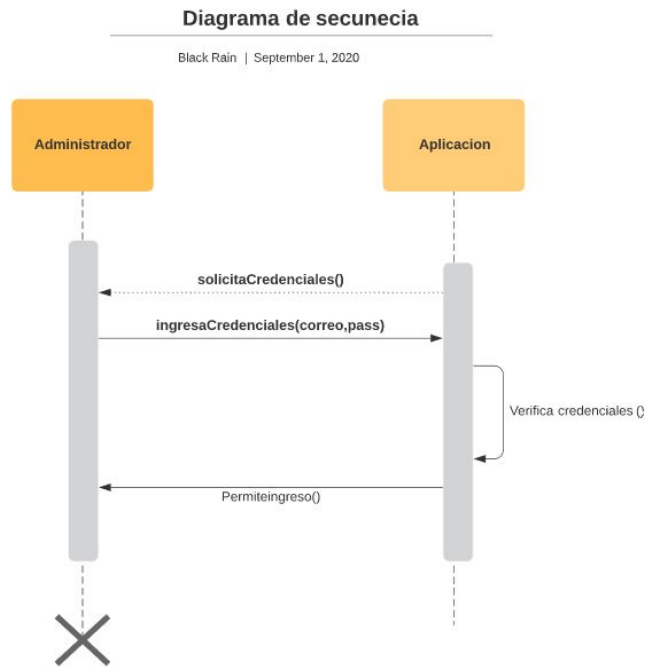 Diagrama de secunecia
Black Rain | September 1, 2020
Administrador
Aplicacion
solicitaCredenciales()
ingresaCredenciales(correo,pass)
Verifica credenciales ()
Permiteingreso()